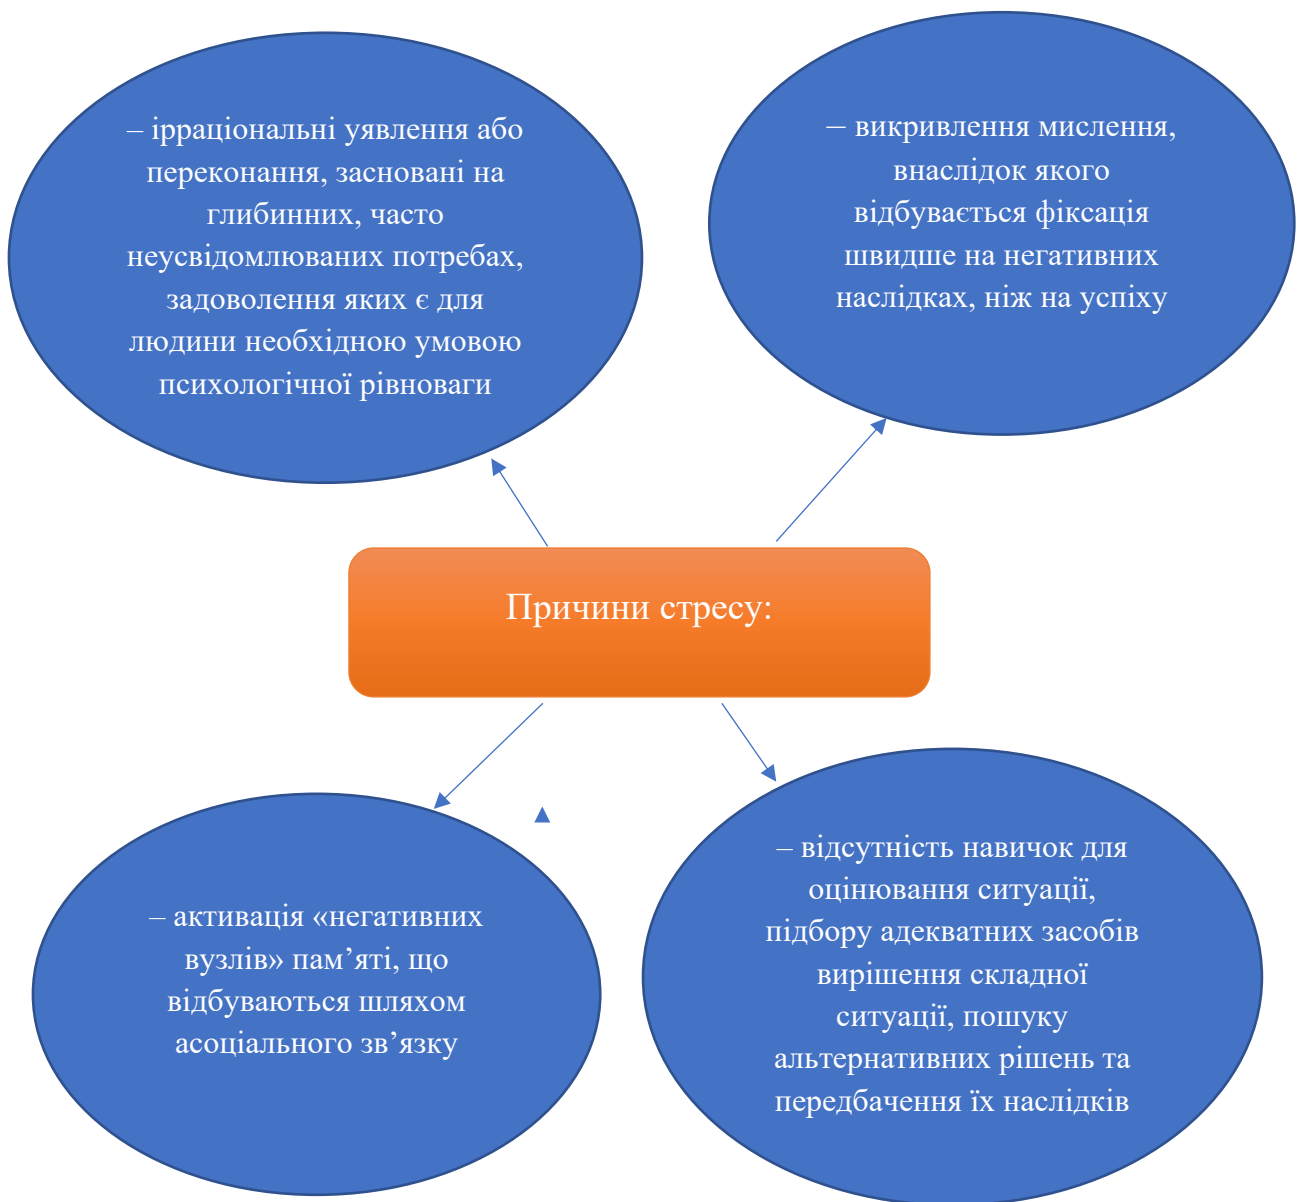 – ірраціональні уявлення або
переконання, засновані на
глибинних, часто
неусвідомлюваних потребах,
задоволення яких є для
людини необхідною умовою
психологічної рівноваги
– викривлення мислення,
внаслідок якого
відбувається фіксація
швидше на негативних
наслідках, ніж на успіху
Причини стресу:
– активація «негативних
вузлів» пам’яті, що
відбуваються шляхом
асоціального зв’язку
– відсутність навичок для
оцінювання ситуації,
підбору адекватних засобів
вирішення складної
ситуації, пошуку
альтернативних рішень та
передбачення їх наслідків